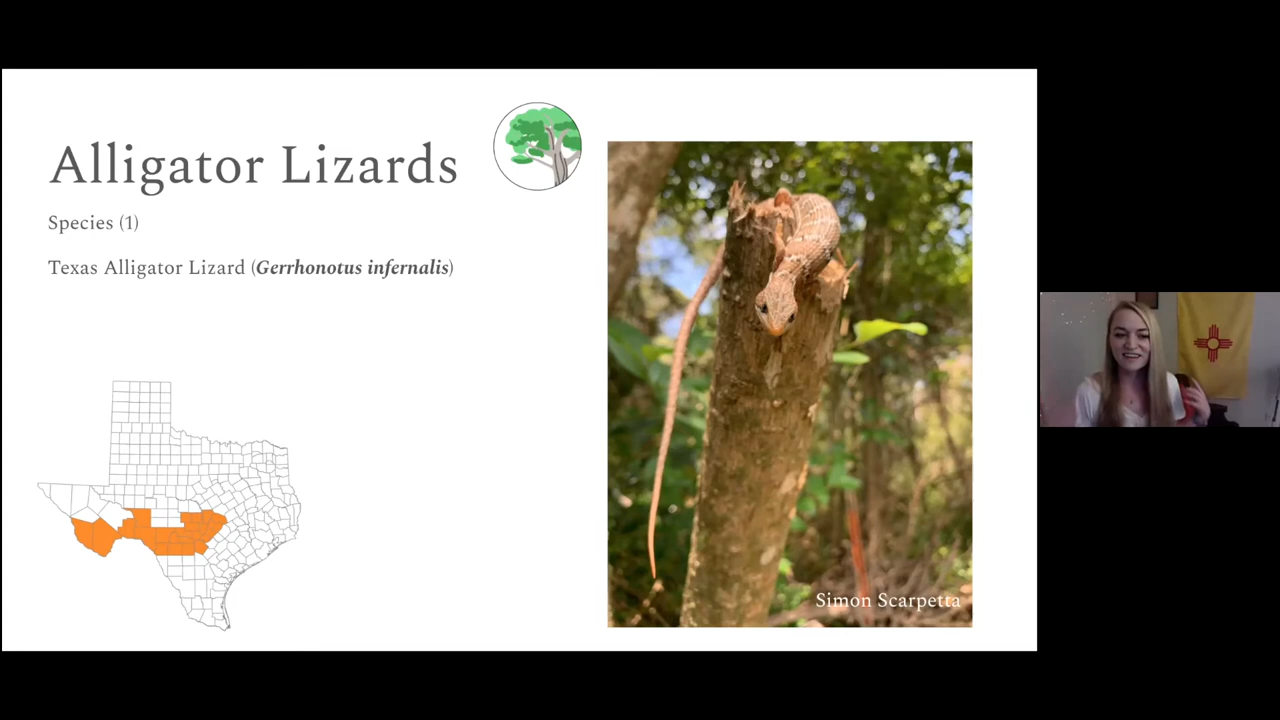 Alligator Lizards
Species (1)
Texas Alligator Lizard (Gerrhonotus infernalis)
Simon Scarpetta